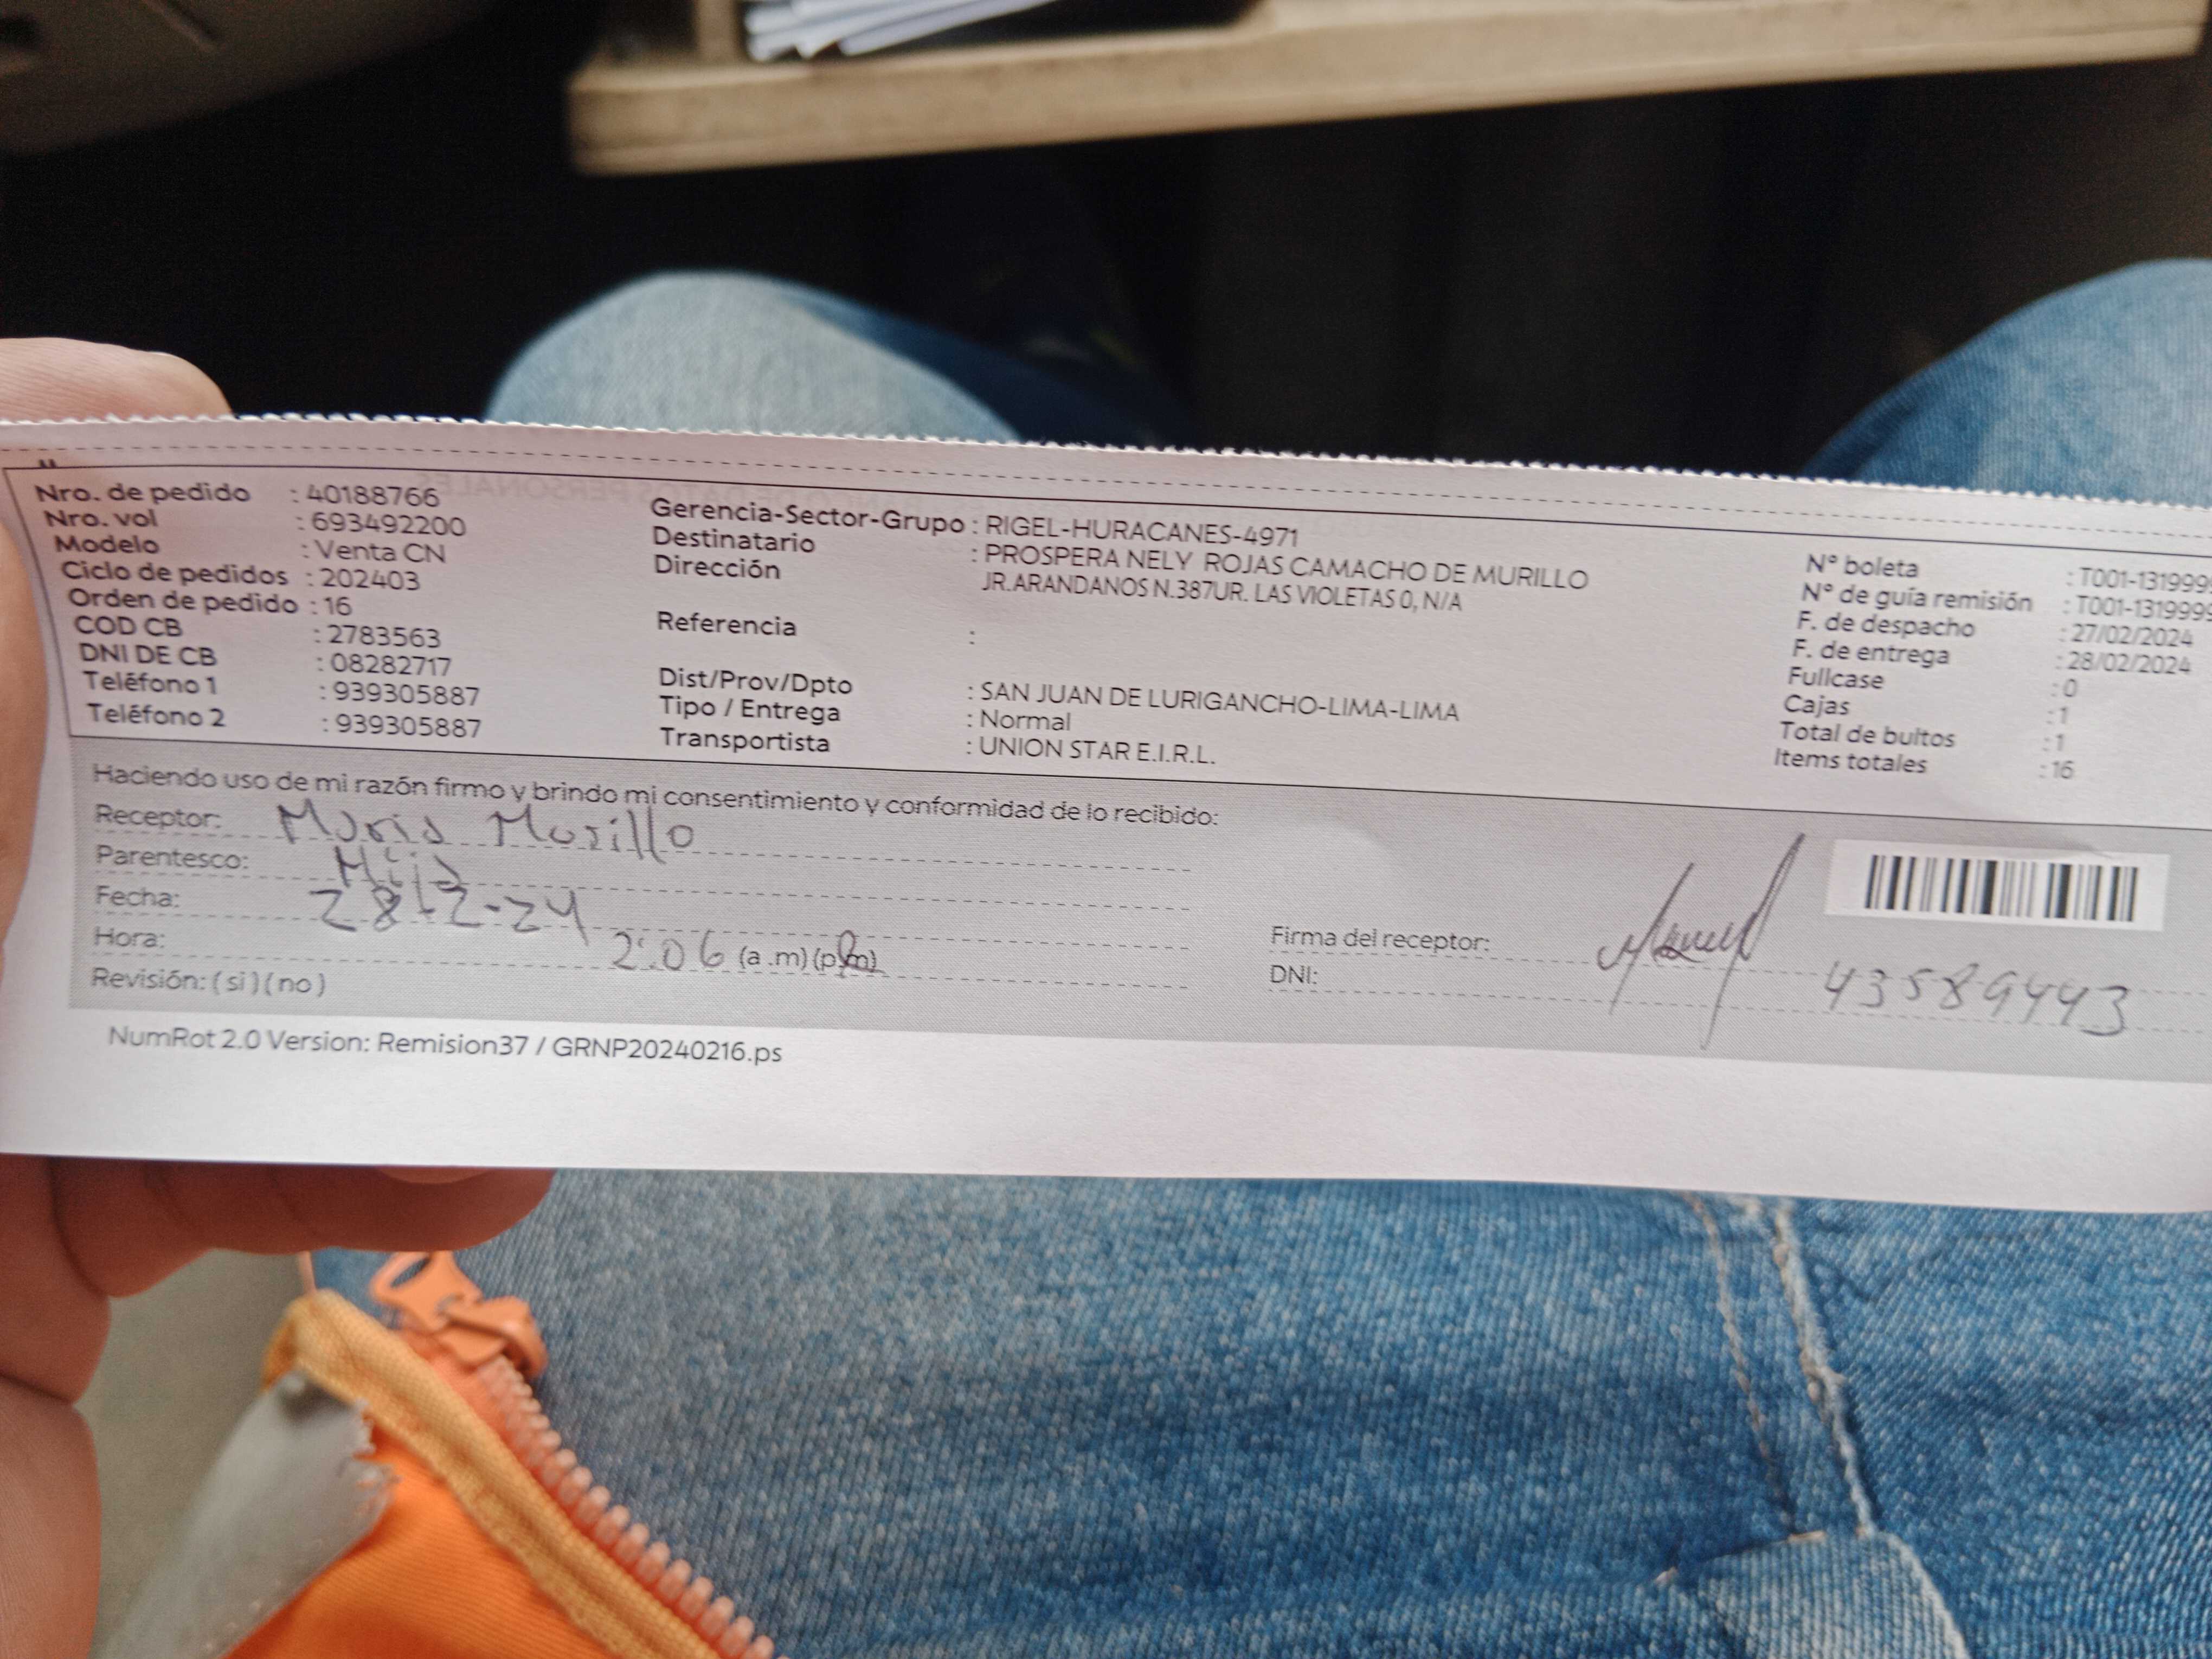 Nro. de pedido : 40188766
Nro. vol : 693492200
Modelo : Venta CN
Ciclo de pedidos : 202403
Orden de pedido : 16
COD CB : 2783563
DNI DE CB : 08282717
Teléfono 1 : 939305887
Teléfono 2 : 939305887
Gerencia-Sector-Grupo : RIGEL-HURACANES-4971
Destinatario : PROSPERA NELY ROJAS CAMACHO DE MURILLO
Dirección JR.ARANDANOS N.387UR. LAS VIOLETAS 0, N/A
Referencia :
Dist/Prov/Dpto : SAN JUAN DE LURIGANCHO-LIMA-LIMA
Tipo / Entrega : Normal
Transportista : UNION STAR E.I.R.L.
N° boleta : T001-131999
N° de guía remisión : T001-131999
F. de despacho : 27/02/2024
F. de entrega : 28/02/2024
Fullcase : 0
Cajas : 1
Total de bultos : 1
Items totales : 16
Haciendo uso de mi razón firmo y brindo mi consentimiento y conformidad de lo recibido:
Receptor: Murillo
Parentesco: Hija
Fecha: 28-2-24
Hora: 2:06 (a.m)(p.m)
Revisión: (si)(no)
Firma del receptor:
DNI: 43589443
NumRot 2.0 Version: Remision37 / GRNP20240216.ps